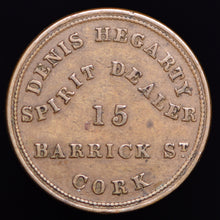 DENIS HEGARTY
SPIRIT DEALER
15
BARRICK ST
CORK